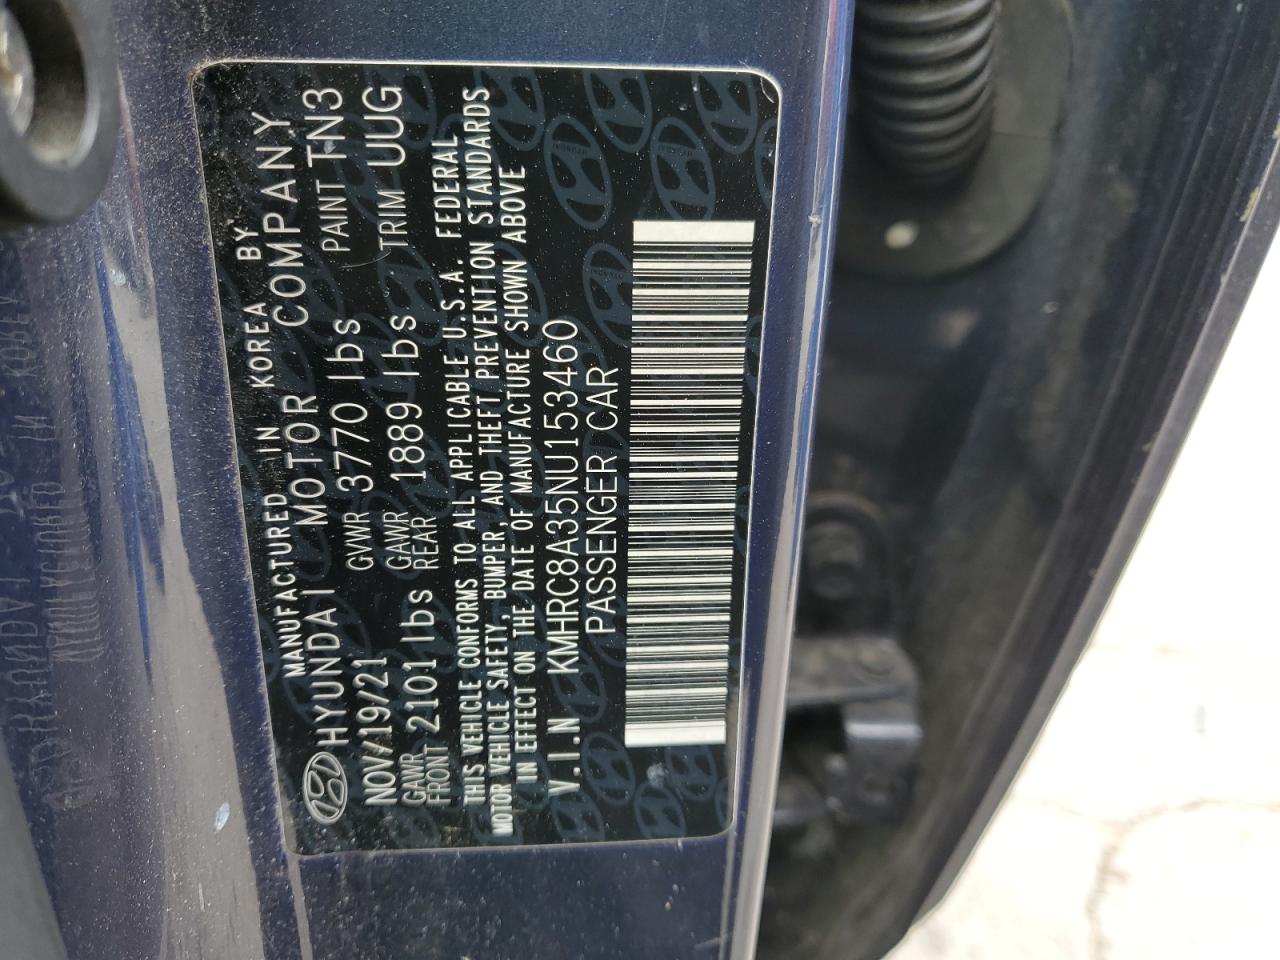 MANUFACTURED IN KOREA BY
HYUNDAI MOTOR COMPANY
NOV/19/21 GVWR 3770 lbs PAINT TN3
GAWR FRONT 2101 lbs GAWR REAR 1889 lbs TRIM UUG
THIS VEHICLE CONFORMS TO ALL APPLICABLE U.S.A. FEDERAL
MOTOR VEHICLE SAFETY, BUMPER, AND THEFT PREVENTION STANDARDS
IN EFFECT ON THE DATE OF MANUFACTURE SHOWN ABOVE
V.I.N KMHRC8A35NU153460
PASSENGER CAR